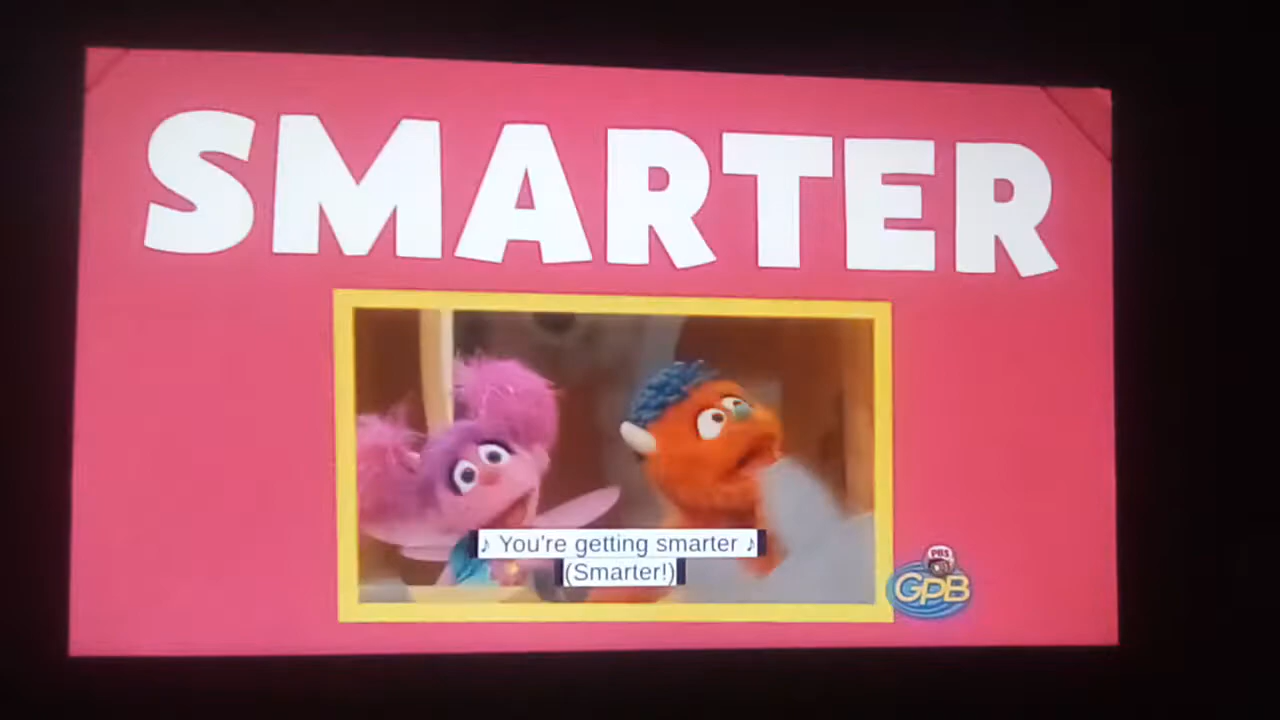 SMARTER
♪ You're getting smarter ♪
(Smarter!)
PBS
GPB